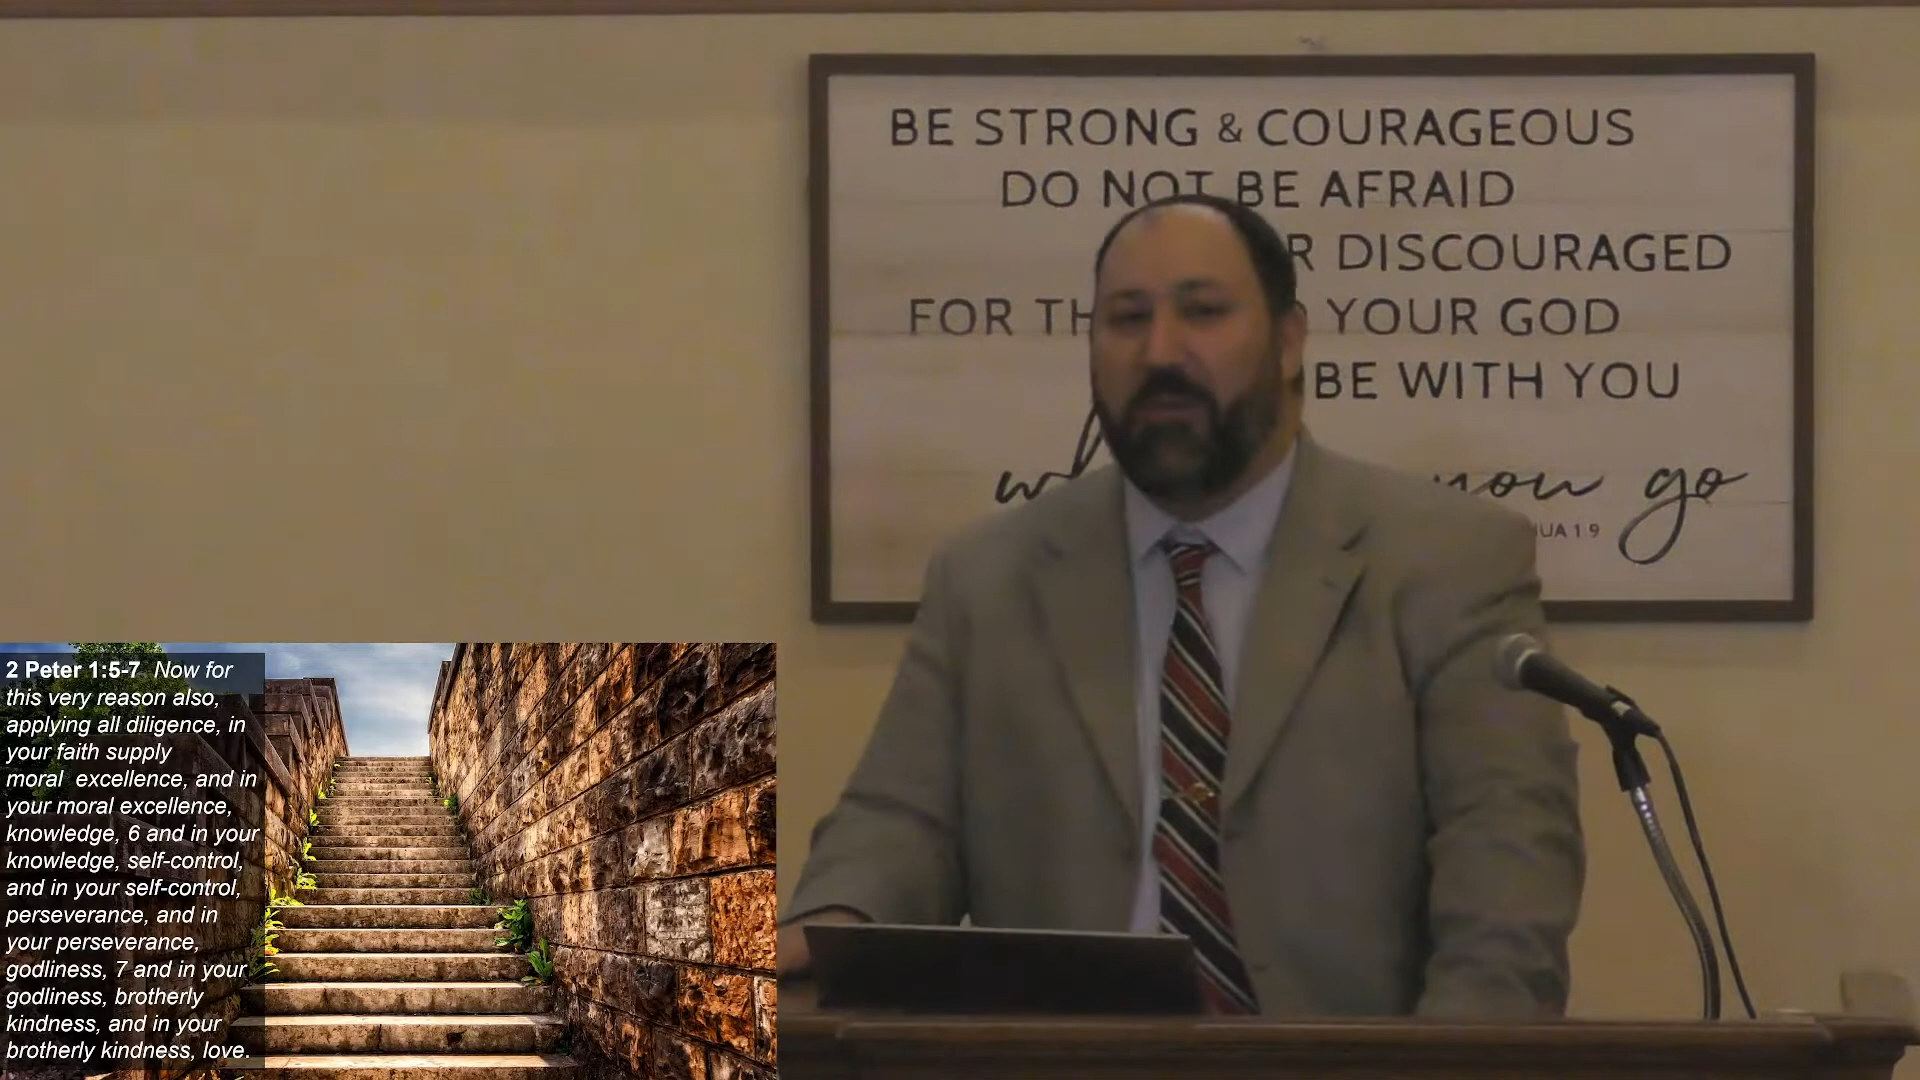 BE STRONG & COURAGEOUS
DO NOT BE AFRAID
R DISCOURAGED
FOR TH YOUR GOD
BE WITH YOU
you go
HUA 1 9
2 Peter 1:5-7 Now for
this very reason also,
applying all diligence, in
your faith supply
moral excellence, and in
your moral excellence,
knowledge, 6 and in your
knowledge, self-control,
and in your self-control,
perseverance, and in
your perseverance,
godliness, 7 and in your
godliness, brotherly
kindness, and in your
brotherly kindness, love.